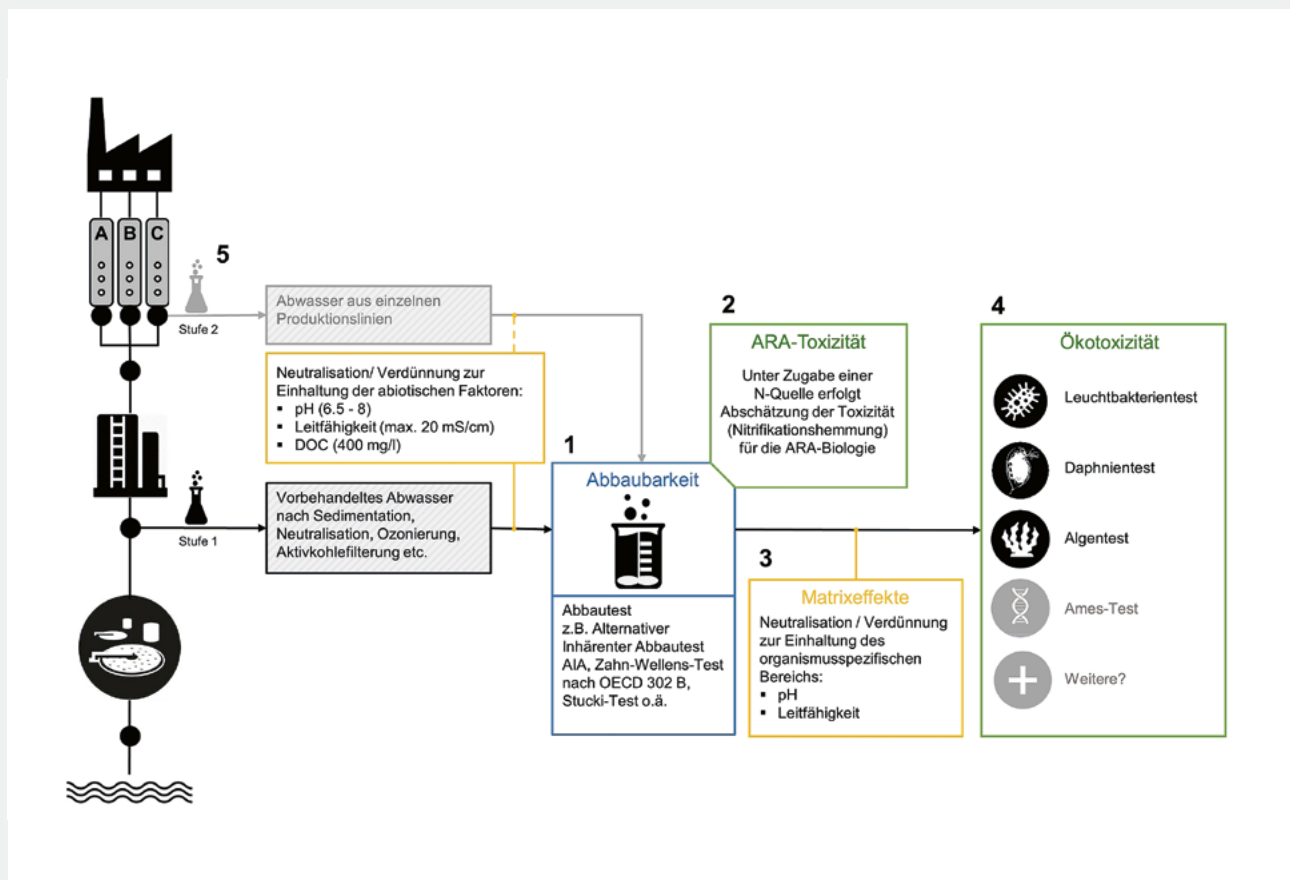 A B C
5
Stufe 2
Abwasser aus einzelnen
Produktionslinien
Neutralisation/ Verdünnung zur
Einhaltung der abiotischen Faktoren:
▪ pH (6.5 - 8)
▪ Leitfähigkeit (max. 20 mS/cm)
▪ DOC (400 mg/l)
Stufe 1
Vorbehandeltes Abwasser
nach Sedimentation,
Neutralisation, Ozonierung,
Aktivkohlefilterung etc.
1
Abbaubarkeit
Abbautest
z.B. Alternativer
Inhärenter Abbautest
AIA, Zahn-Wellens-Test
nach OECD 302 B,
Stucki-Test o.ä.
2
ARA-Toxizität
Unter Zugabe einer
N-Quelle erfolgt
Abschätzung der Toxizität
(Nitrifikationshemmung)
für die ARA-Biologie
3
Matrixeffekte
Neutralisation / Verdünnung
zur Einhaltung des
organismusspezifischen
Bereichs:
▪ pH
▪ Leitfähigkeit
4
Ökotoxizität
Leuchtbakterientest
Daphnientest
Algentest
Ames-Test
Weitere?